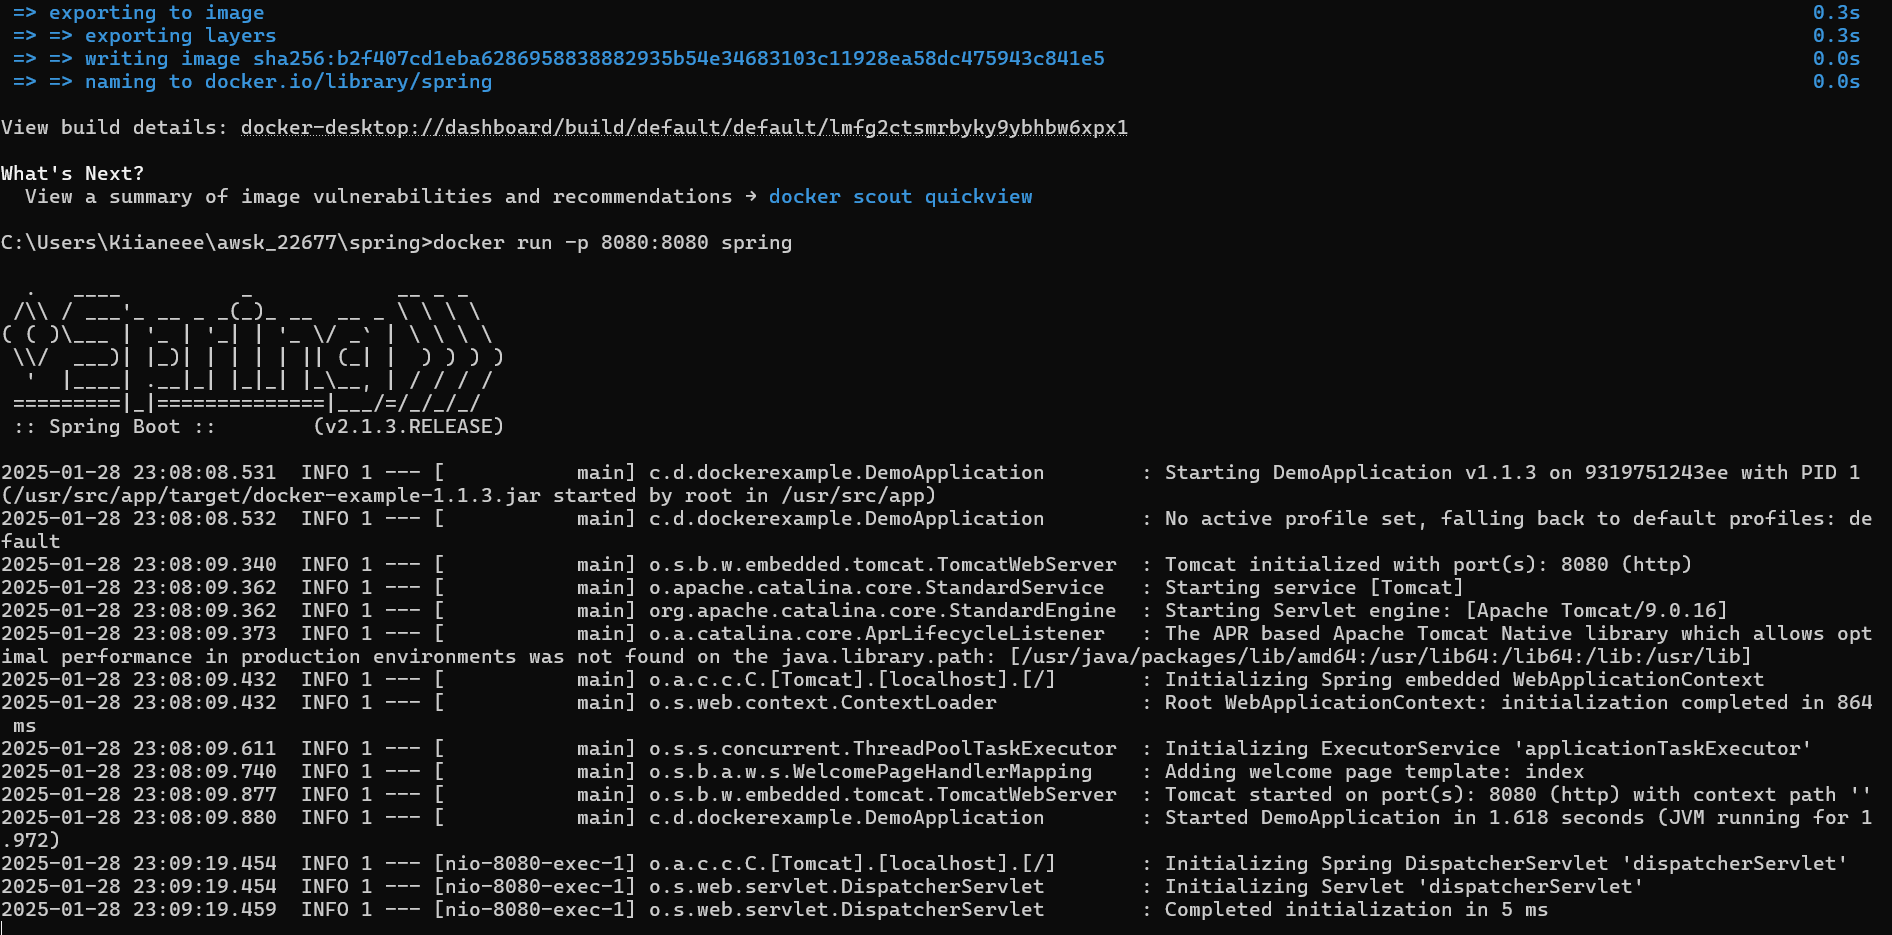 => exporting to image 0.3s
=> => exporting layers 0.3s
=> => writing image sha256:b2f407cd1eba6286958838882935b54e34683103c11928ea58dc475943c841e5 0.0s
=> => naming to docker.io/library/spring 0.0s
View build details: docker-desktop://dashboard/build/default/default/lmfg2ctsmrbyky9ybhbw6xpx1
What's Next?
  View a summary of image vulnerabilities and recommendations → docker scout quickview
C:\Users\Kiianeee\awsk_22677\spring>docker run -p 8080:8080 spring
  .   ____          _            __ _ _
 /\\ / ___'_ __ _ _(_)_ __  __ _ \ \ \ \
( ( )\___ | '_ | '_| | '_ \/ _` | \ \ \ \
 \\/  ___)| |_)| | | | | || (_| |  ) ) ) )
  '  |____| .__|_| |_|_| |_\__, | / / / /
 =========|_|==============|___/=/_/_/_/
 :: Spring Boot ::        (v2.1.3.RELEASE)
2025-01-28 23:08:08.531  INFO 1 --- [           main] c.d.dockerexample.DemoApplication        : Starting DemoApplication v1.1.3 on 9319751243ee with PID 1
(/usr/src/app/target/docker-example-1.1.3.jar started by root in /usr/src/app)
2025-01-28 23:08:08.532  INFO 1 --- [           main] c.d.dockerexample.DemoApplication        : No active profile set, falling back to default profiles: de
fault
2025-01-28 23:08:09.340  INFO 1 --- [           main] o.s.b.w.embedded.tomcat.TomcatWebServer  : Tomcat initialized with port(s): 8080 (http)
2025-01-28 23:08:09.362  INFO 1 --- [           main] o.apache.catalina.core.StandardService   : Starting service [Tomcat]
2025-01-28 23:08:09.362  INFO 1 --- [           main] org.apache.catalina.core.StandardEngine  : Starting Servlet engine: [Apache Tomcat/9.0.16]
2025-01-28 23:08:09.373  INFO 1 --- [           main] o.a.catalina.core.AprLifecycleListener   : The APR based Apache Tomcat Native library which allows opt
imal performance in production environments was not found on the java.library.path: [/usr/java/packages/lib/amd64:/usr/lib64:/lib64:/lib:/usr/lib]
2025-01-28 23:08:09.432  INFO 1 --- [           main] o.a.c.c.C.[Tomcat].[localhost].[/]       : Initializing Spring embedded WebApplicationContext
2025-01-28 23:08:09.432  INFO 1 --- [           main] o.s.web.context.ContextLoader            : Root WebApplicationContext: initialization completed in 864
 ms
2025-01-28 23:08:09.611  INFO 1 --- [           main] o.s.s.concurrent.ThreadPoolTaskExecutor  : Initializing ExecutorService 'applicationTaskExecutor'
2025-01-28 23:08:09.740  INFO 1 --- [           main] o.s.b.a.w.s.WelcomePageHandlerMapping    : Adding welcome page template: index
2025-01-28 23:08:09.877  INFO 1 --- [           main] o.s.b.w.embedded.tomcat.TomcatWebServer  : Tomcat started on port(s): 8080 (http) with context path ''
2025-01-28 23:08:09.880  INFO 1 --- [           main] c.d.dockerexample.DemoApplication        : Started DemoApplication in 1.618 seconds (JVM running for 1
.972)
2025-01-28 23:09:19.454  INFO 1 --- [nio-8080-exec-1] o.a.c.c.C.[Tomcat].[localhost].[/]       : Initializing Spring DispatcherServlet 'dispatcherServlet'
2025-01-28 23:09:19.454  INFO 1 --- [nio-8080-exec-1] o.s.web.servlet.DispatcherServlet        : Initializing Servlet 'dispatcherServlet'
2025-01-28 23:09:19.459  INFO 1 --- [nio-8080-exec-1] o.s.web.servlet.DispatcherServlet        : Completed initialization in 5 ms